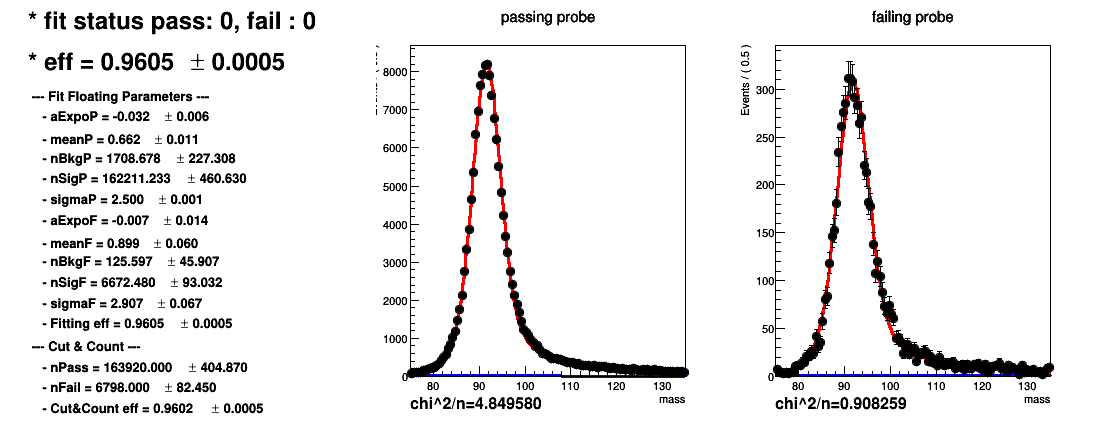 * fit status pass: 0, fail : 0
* eff = 0.9605 ± 0.0005
--- Fit Floating Parameters ---
- aExpoP = -0.032 ± 0.006
- meanP = 0.662 ± 0.011
- nBkgP = 1708.678 ± 227.308
- nSigP = 162211.233 ± 460.630
- sigmaP = 2.500 ± 0.001
- aExpoF = -0.007 ± 0.014
- meanF = 0.899 ± 0.060
- nBkgF = 125.597 ± 45.907
- nSigF = 6672.480 ± 93.032
- sigmaF = 2.907 ± 0.067
- Fitting eff = 0.9605 ± 0.0005
--- Cut & Count ---
- nPass = 163920.000 ± 404.870
- nFail = 6798.000 ± 82.450
- Cut&Count eff = 0.9602 ± 0.0005
passing probe
8000
7000
6000
5000
4000
3000
2000
1000
0
80 90 100 110 120 130
mass
chi^2/n=4.849580
failing probe
Events / ( 0.5 )
300
250
200
150
100
50
0
80 90 100 110 120 130
mass
chi^2/n=0.908259